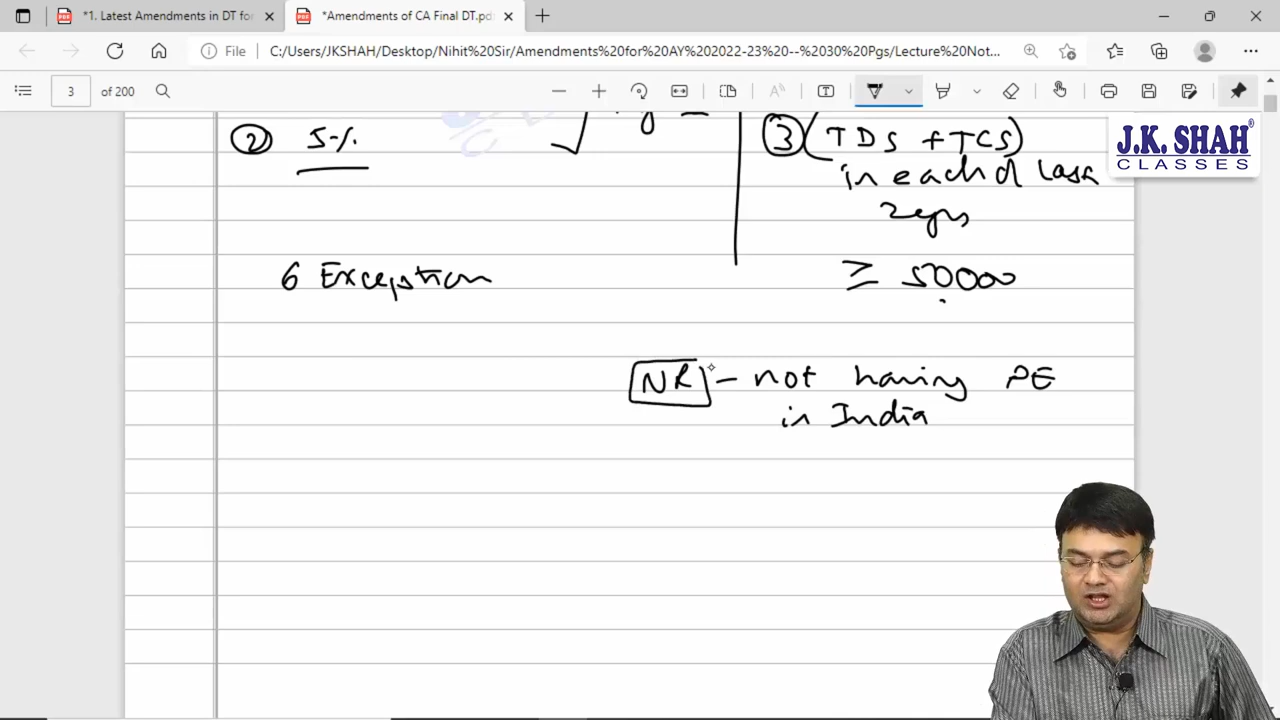 *1. Latest Amendments in DT for
*Amendments of CA Final DT.pd
File C:/Users/JKSHAH/Desktop/Nihit%20Sir/Amendments%20for%20AY%202022-23%20--%2030%20Pgs/Lecture%20Not...
3 of 200
J.K. SHAH®
CLASSES
② 5%
③ (TDS + TCS)
in each of last
2 yrs
6 Exception
≥ 50000
NR - not having PE
in India